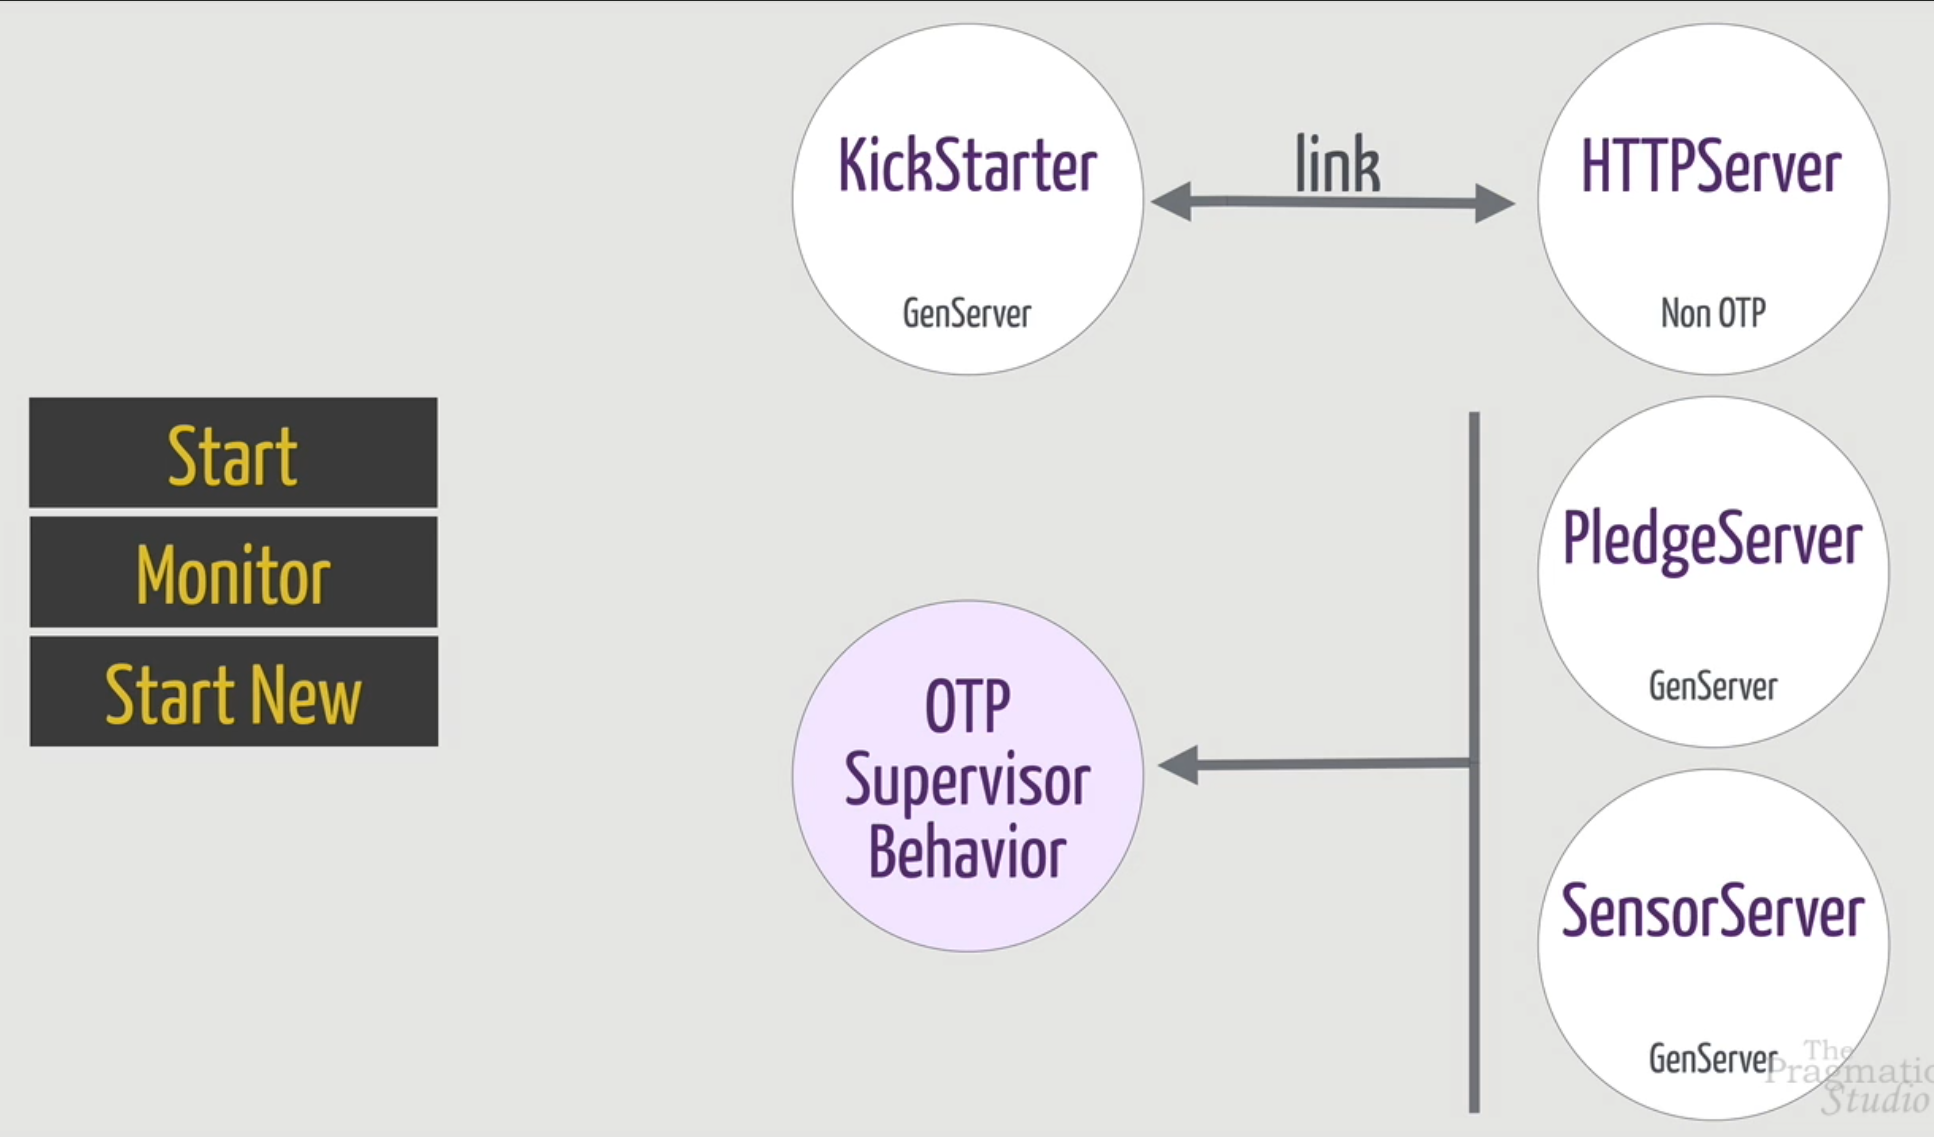 KickStarter
GenServer
link
HTTPServer
Non OTP
Start
Monitor
Start New
OTP
Supervisor
Behavior
PledgeServer
GenServer
SensorServer
GenServer
The
Pragmatic
Studio